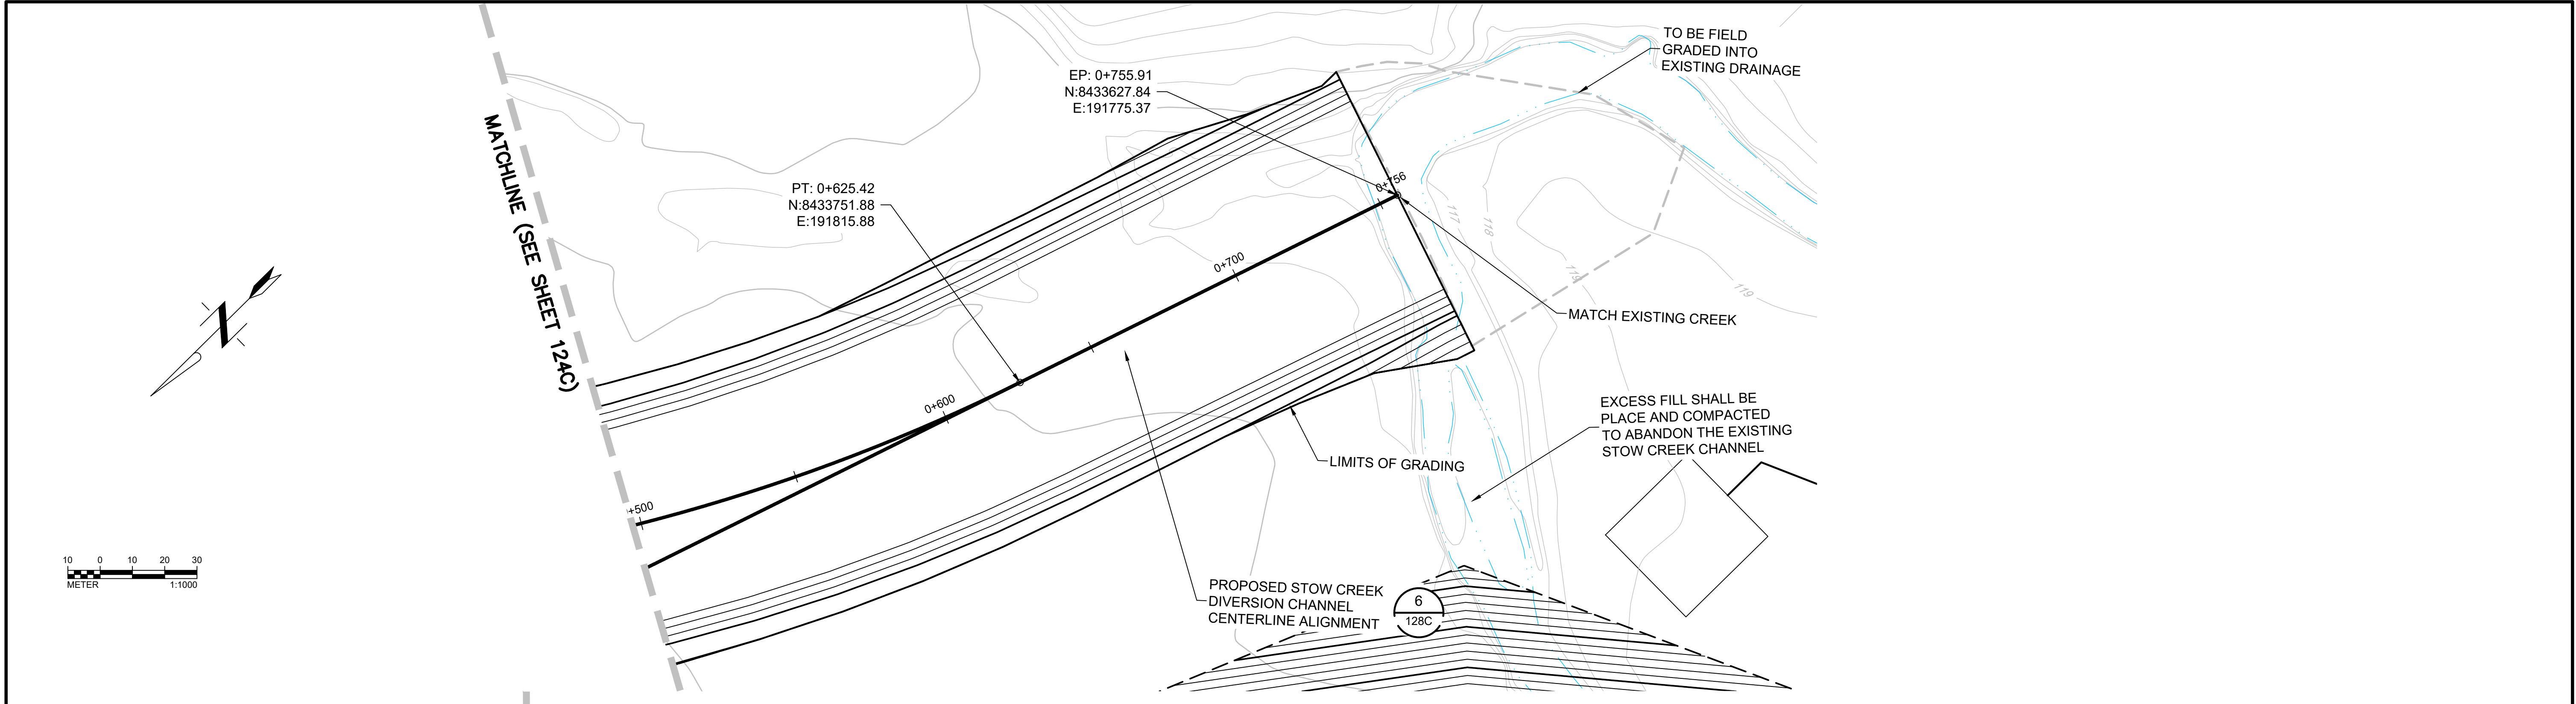 TO BE FIELD
GRADED INTO
EXISTING DRAINAGE
EP: 0+755.91
N:8433627.84
E:191775.37
MATCHLINE (SEE SHEET 124C)
PT: 0+625.42
N:8433751.88
E:191815.88
0+756
117
118
119
119
0+700
MATCH EXISTING CREEK
0+600
EXCESS FILL SHALL BE
PLACE AND COMPACTED
TO ABANDON THE EXISTING
STOW CREEK CHANNEL
LIMITS OF GRADING
+500
10 0 10 20 30
METER 1:1000
PROPOSED STOW CREEK
DIVERSION CHANNEL
CENTERLINE ALIGNMENT
6
128C